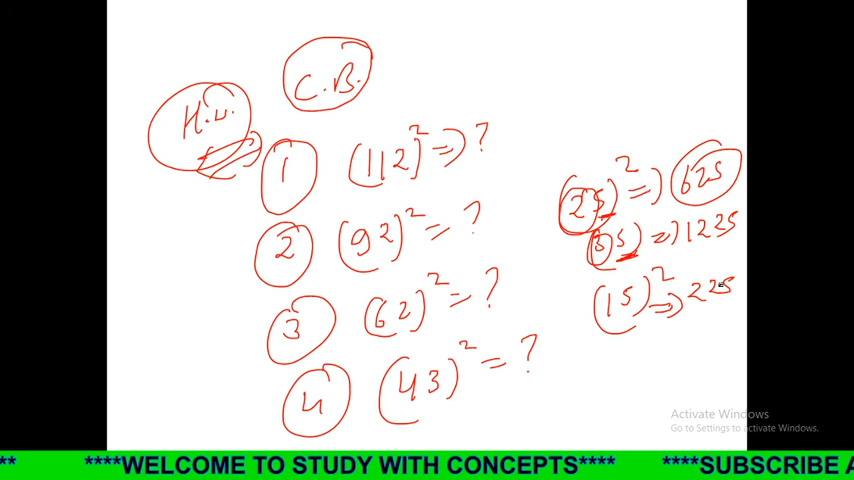 C.B.
H.W.
1 (112)² => ?
2 (92)² = ?
3 (62)² = ?
4 (43)² = ?
(25)² => 625
(35) => 1225
(15)² => 225
Activate Windows
Go to Settings to activate Windows.
** ****WELCOME TO STUDY WITH CONCEPTS**** ****SUBSCRIBE A